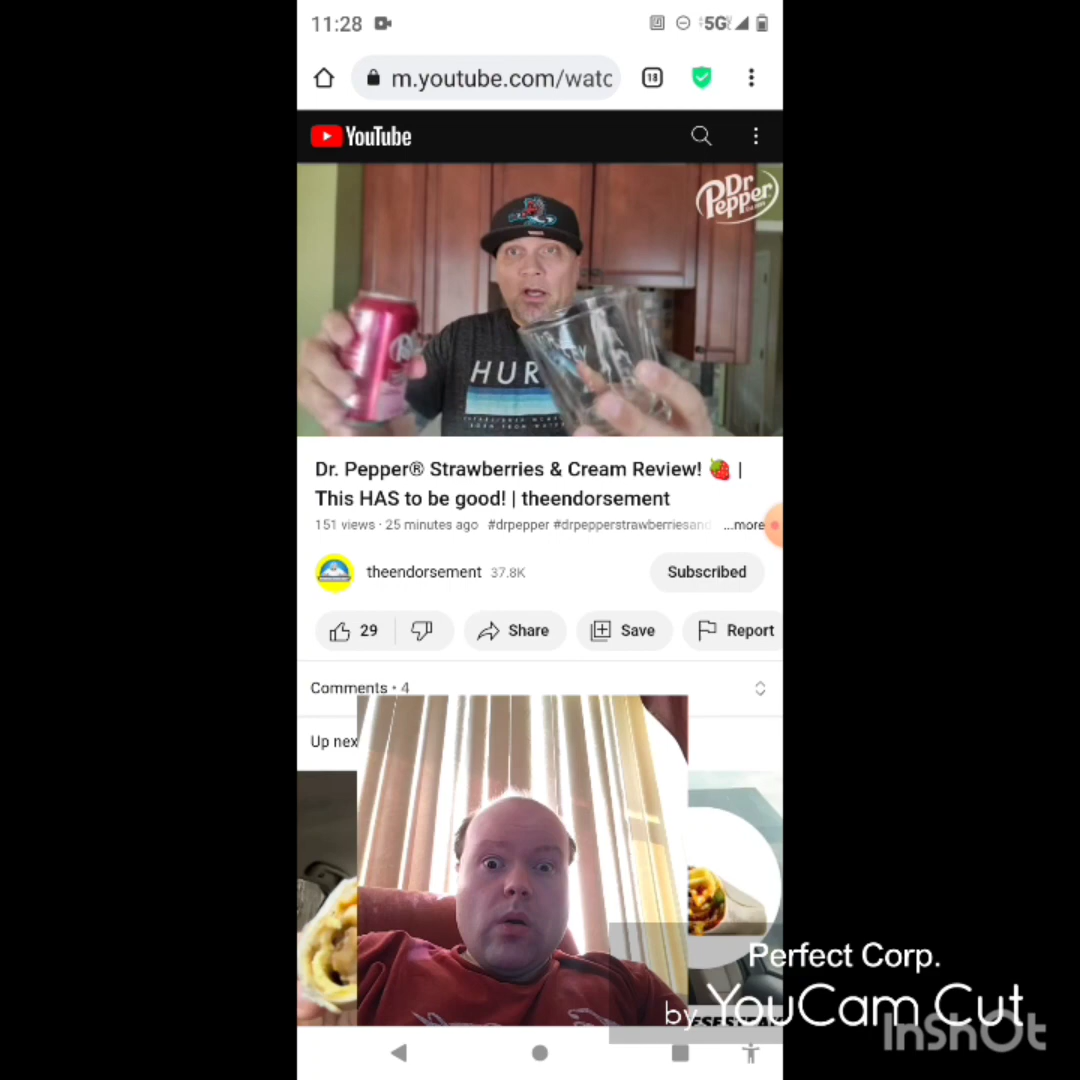 11:28
5G
m.youtube.com/watc
18
YouTube
Dr
Pepper
HUR
Dr. Pepper® Strawberries & Cream Review! 🍓 |
This HAS to be good! | theendorsement
151 views · 25 minutes ago #drpepper #drpepperstrawberriesand ...more
theendorsement 37.8K
Subscribed
29
Share
Save
Report
Comments • 4
Up nex
Perfect Corp.
by YouCam Cut
InShOt